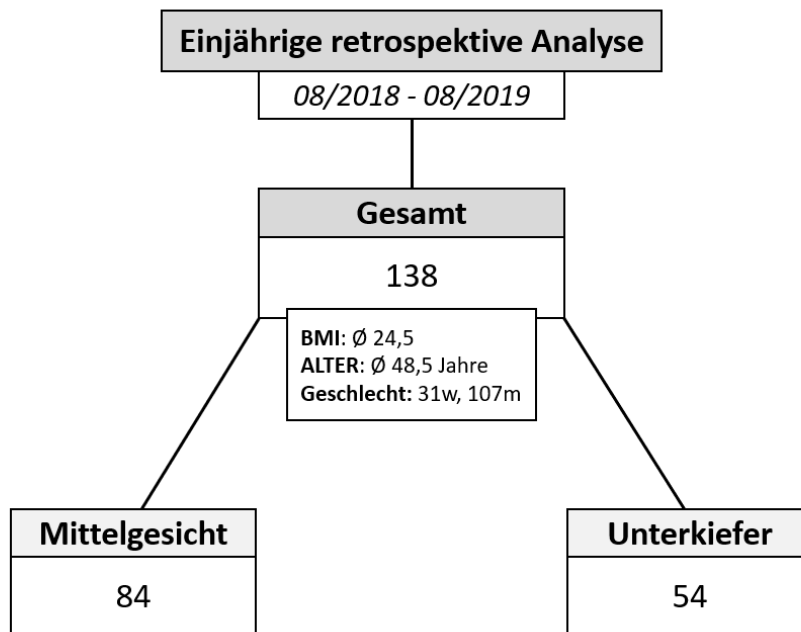 Einjährige retrospektive Analyse
08/2018 - 08/2019
Gesamt
138
BMI: Ø 24,5
ALTER: Ø 48,5 Jahre
Geschlecht: 31w, 107m
Mittelgesicht
84
Unterkiefer
54